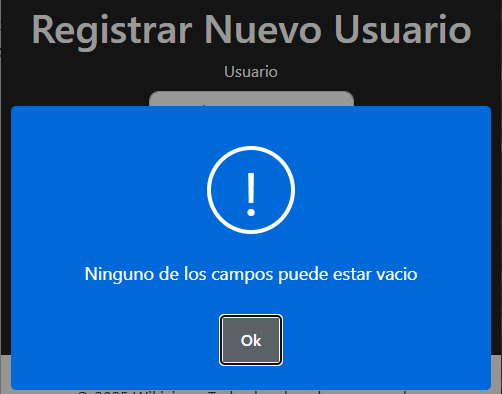 Registrar Nuevo Usuario
Usuario
!
Ninguno de los campos puede estar vacio
Ok